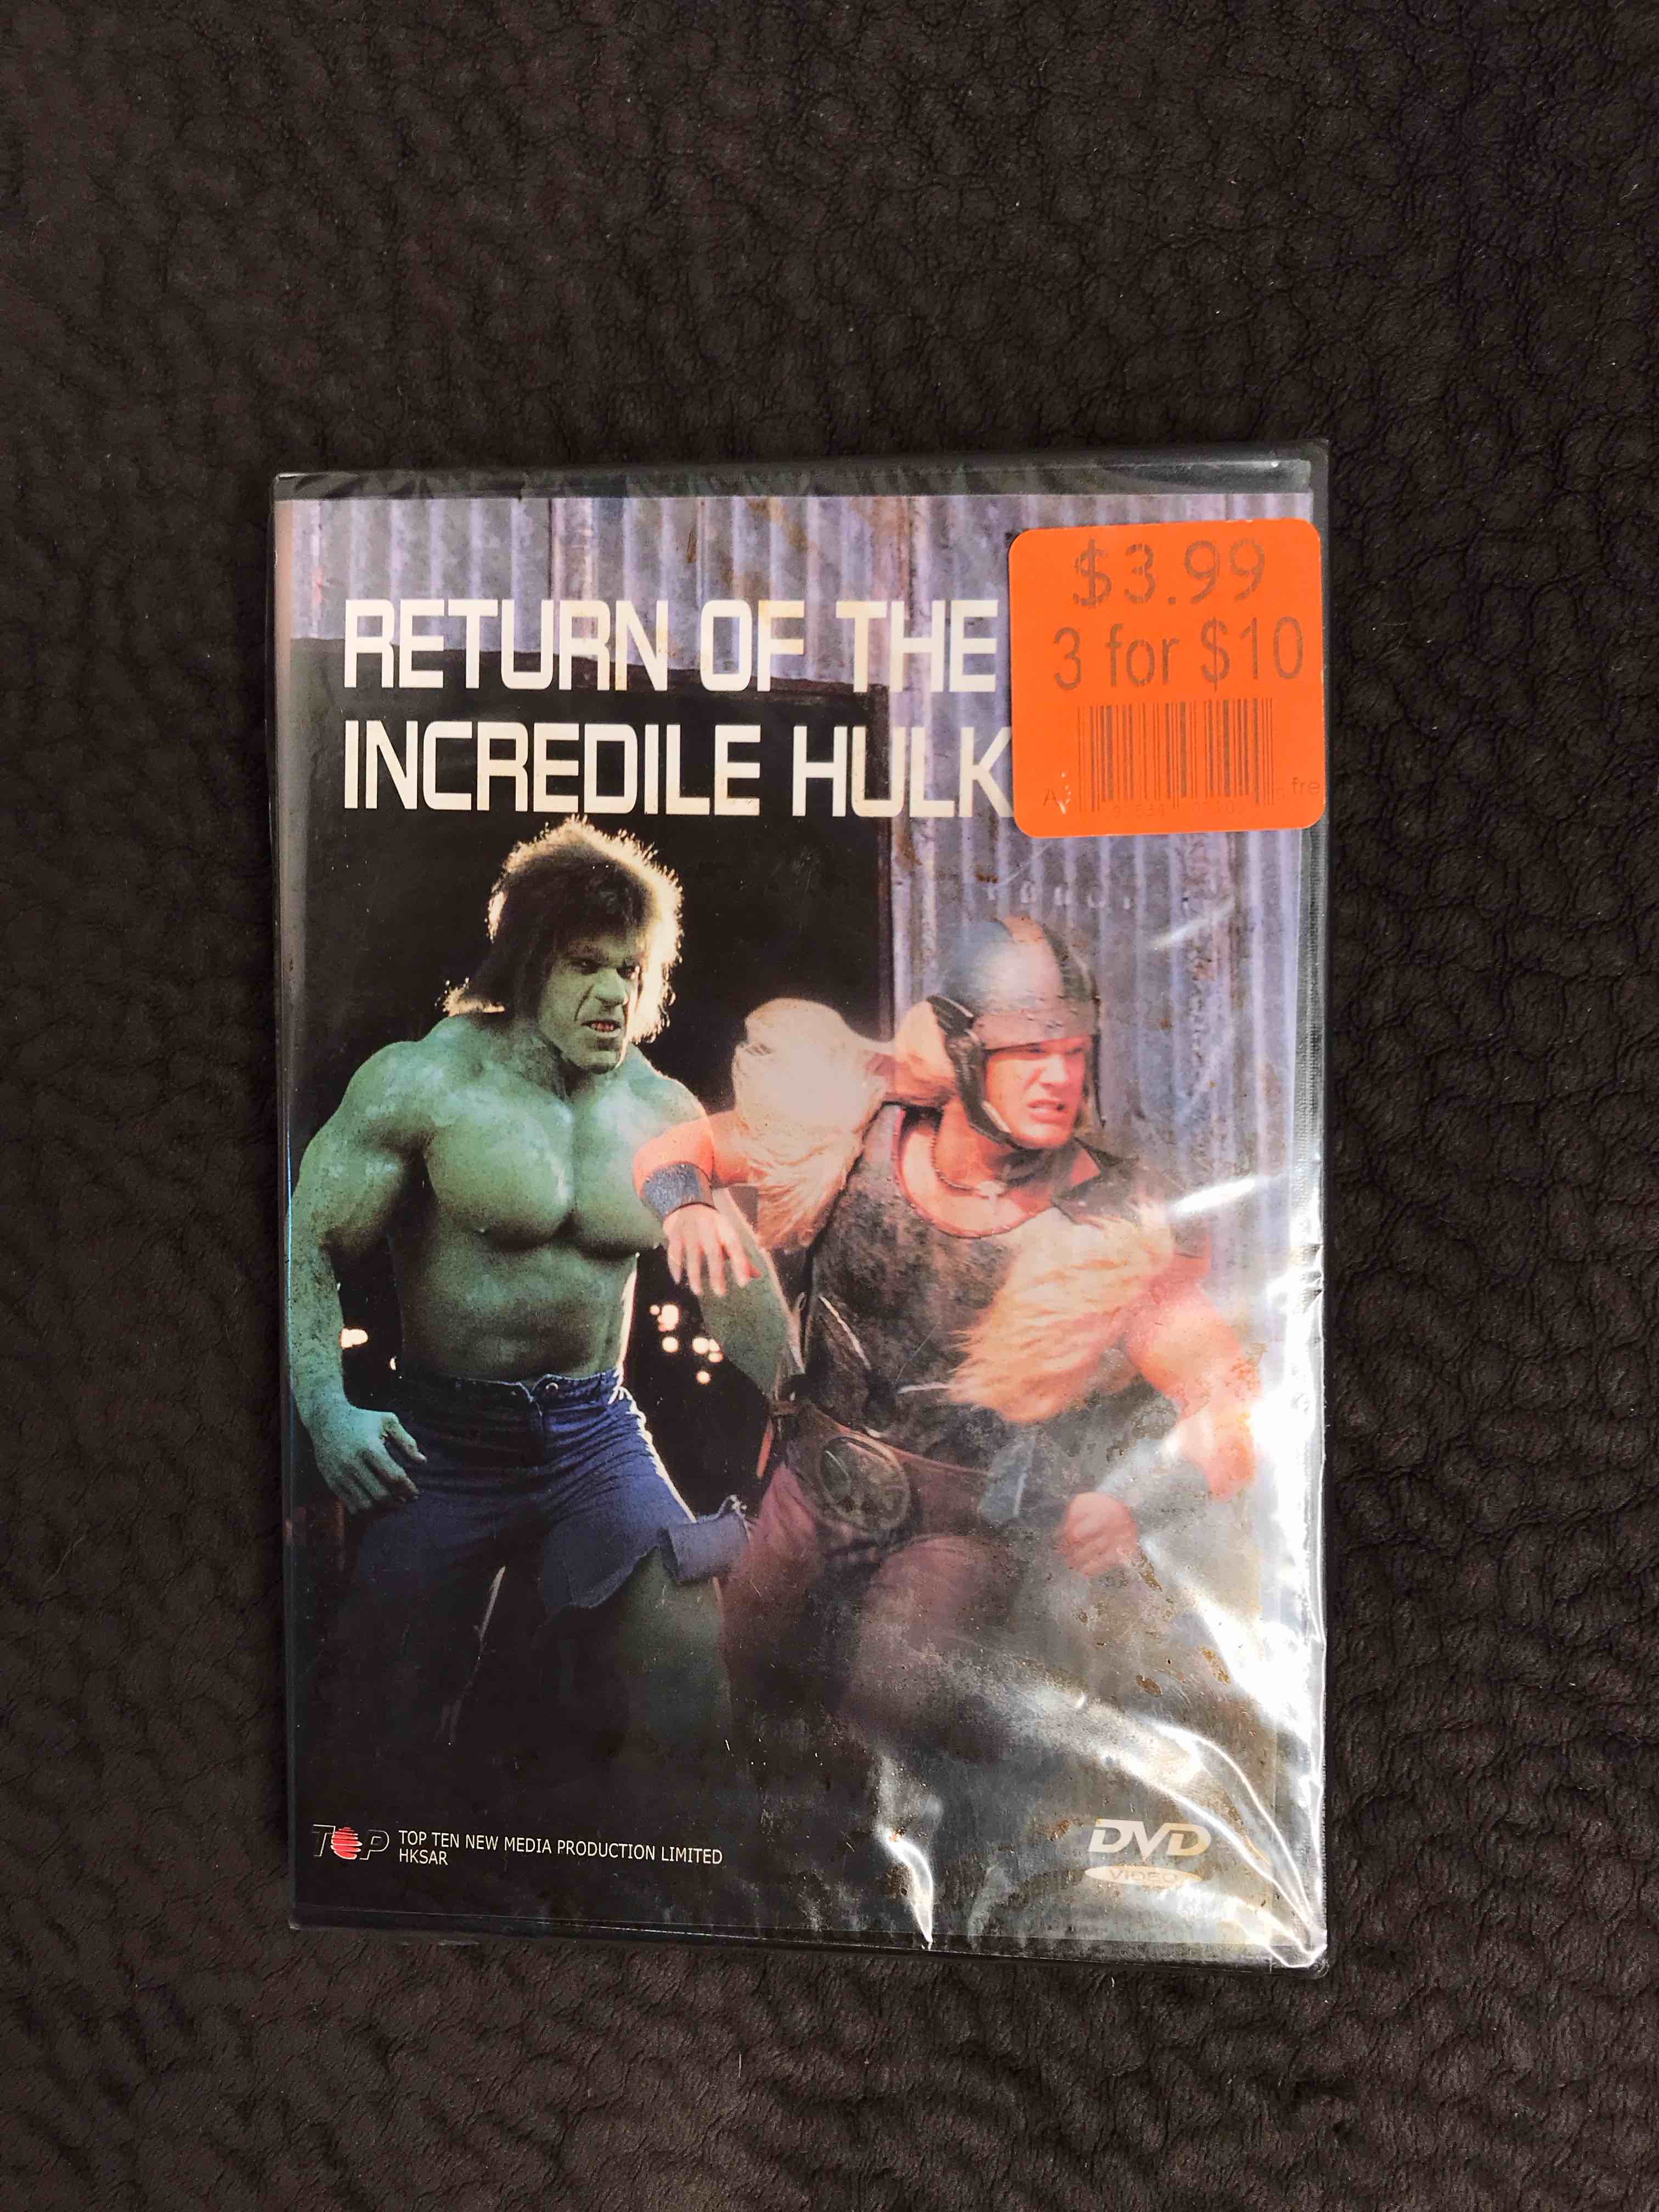 RETURN OF THE
INCREDILE HULK
$3.99
3 for $10
TOP
TOP TEN NEW MEDIA PRODUCTION LIMITED
HKSAR
DVD
VIDEO